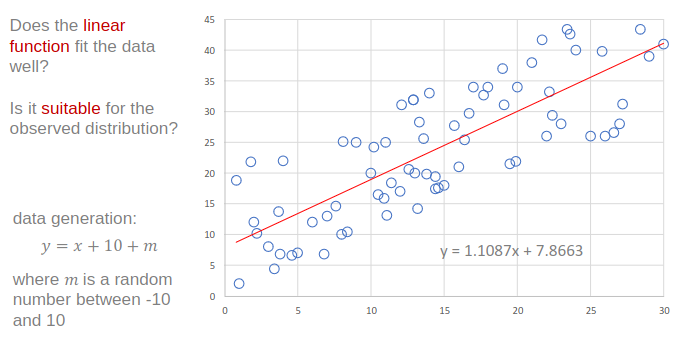 Does the linear
function fit the data
well?
Is it suitable for the
observed distribution?
data generation:
y = x + 10 + m
where m is a random
number between -10
and 10
45
40
35
30
25
20
15
10
5
0
y = 1.1087x + 7.8663
0 5 10 15 20 25 30